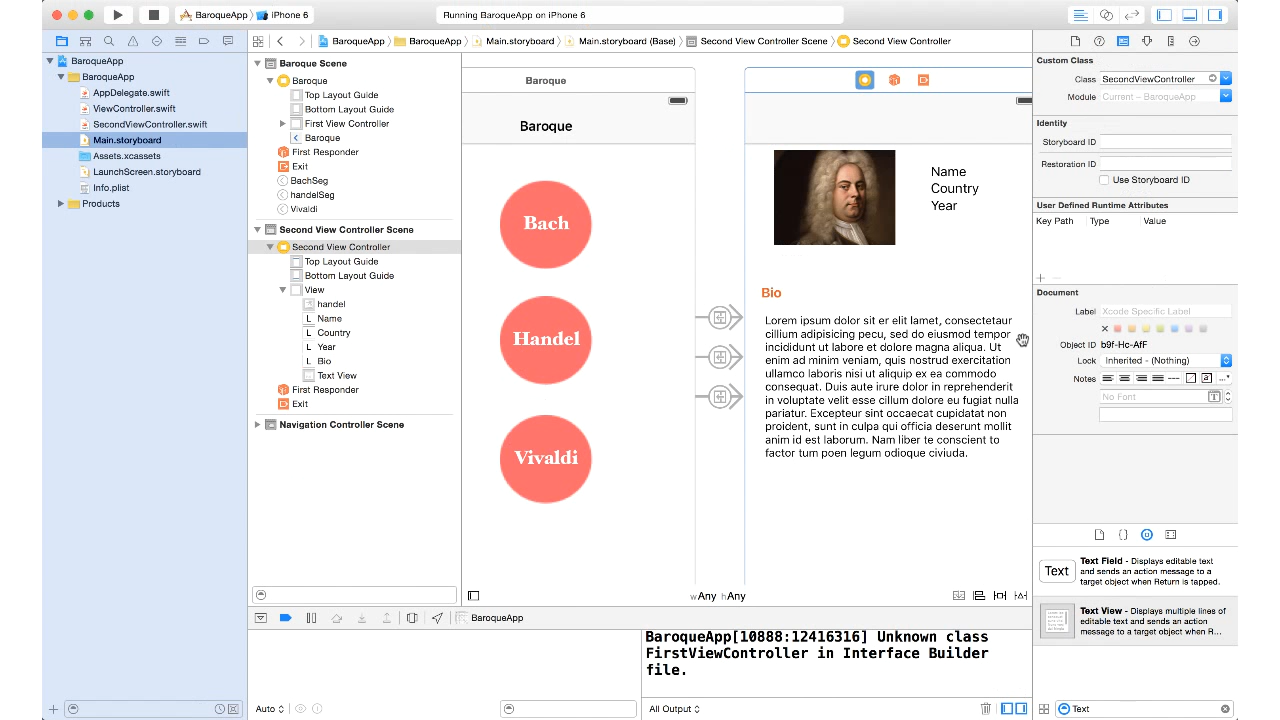 BaroqueApp
iPhone 6
Running BaroqueApp on iPhone 6
BaroqueApp
BaroqueApp
Main.storyboard
Main.storyboard (Base)
Second View Controller Scene
Second View Controller
BaroqueApp
BaroqueApp
AppDelegate.swift
ViewController.swift
SecondViewController.swift
Main.storyboard
Assets.xcassets
LaunchScreen.storyboard
Info.plist
Products
Baroque Scene
Baroque
Top Layout Guide
Bottom Layout Guide
First View Controller
Baroque
First Responder
Exit
BachSeg
handelSeg
Vivaldi
Second View Controller Scene
Second View Controller
Top Layout Guide
Bottom Layout Guide
View
handel
L Name
L Country
L Year
L Bio
Text View
First Responder
Exit
Navigation Controller Scene
Baroque
Baroque
Bach
Handel
Vivaldi
Name
Country
Year
Bio
Lorem ipsum dolor sit er elit lamet, consectetur
cillium adipisicing pecu, sed do eiusmod tempor
incididunt ut labore et dolore magna aliqua. Ut
enim ad minim veniam, quis nostrud exercitation
ullamco laboris nisi ut aliquip ex ea commodo
consequat. Duis aute irure dolor in reprehenderit
in voluptate velit esse cillum dolore eu fugiat nulla
pariatur. Excepteur sint occaecat cupidatat non
proident, sunt in culpa qui officia deserunt mollit
anim id est laborum. Nam liber te conscient to
factor tum poen legum odioque civiuda.
wAny hAny
BaroqueApp
BaroqueApp[10888:12416316] Unknown class
FirstViewController in Interface Builder
file.
Auto
All Output
Custom Class
Class SecondViewController
Module Current – BaroqueApp
Identity
Storyboard ID
Restoration ID
Use Storyboard ID
User Defined Runtime Attributes
Key Path Type Value
Document
Label Xcode Specific Label
Object ID b9f-Hc-AfF
Lock Inherited - (Nothing)
Notes
No Font
Text
Text Field - Displays editable text
and sends an action message to a
target object when Return is tapped.
Text View - Displays multiple lines of
editable text and sends an action
message to a target object when R...
Text